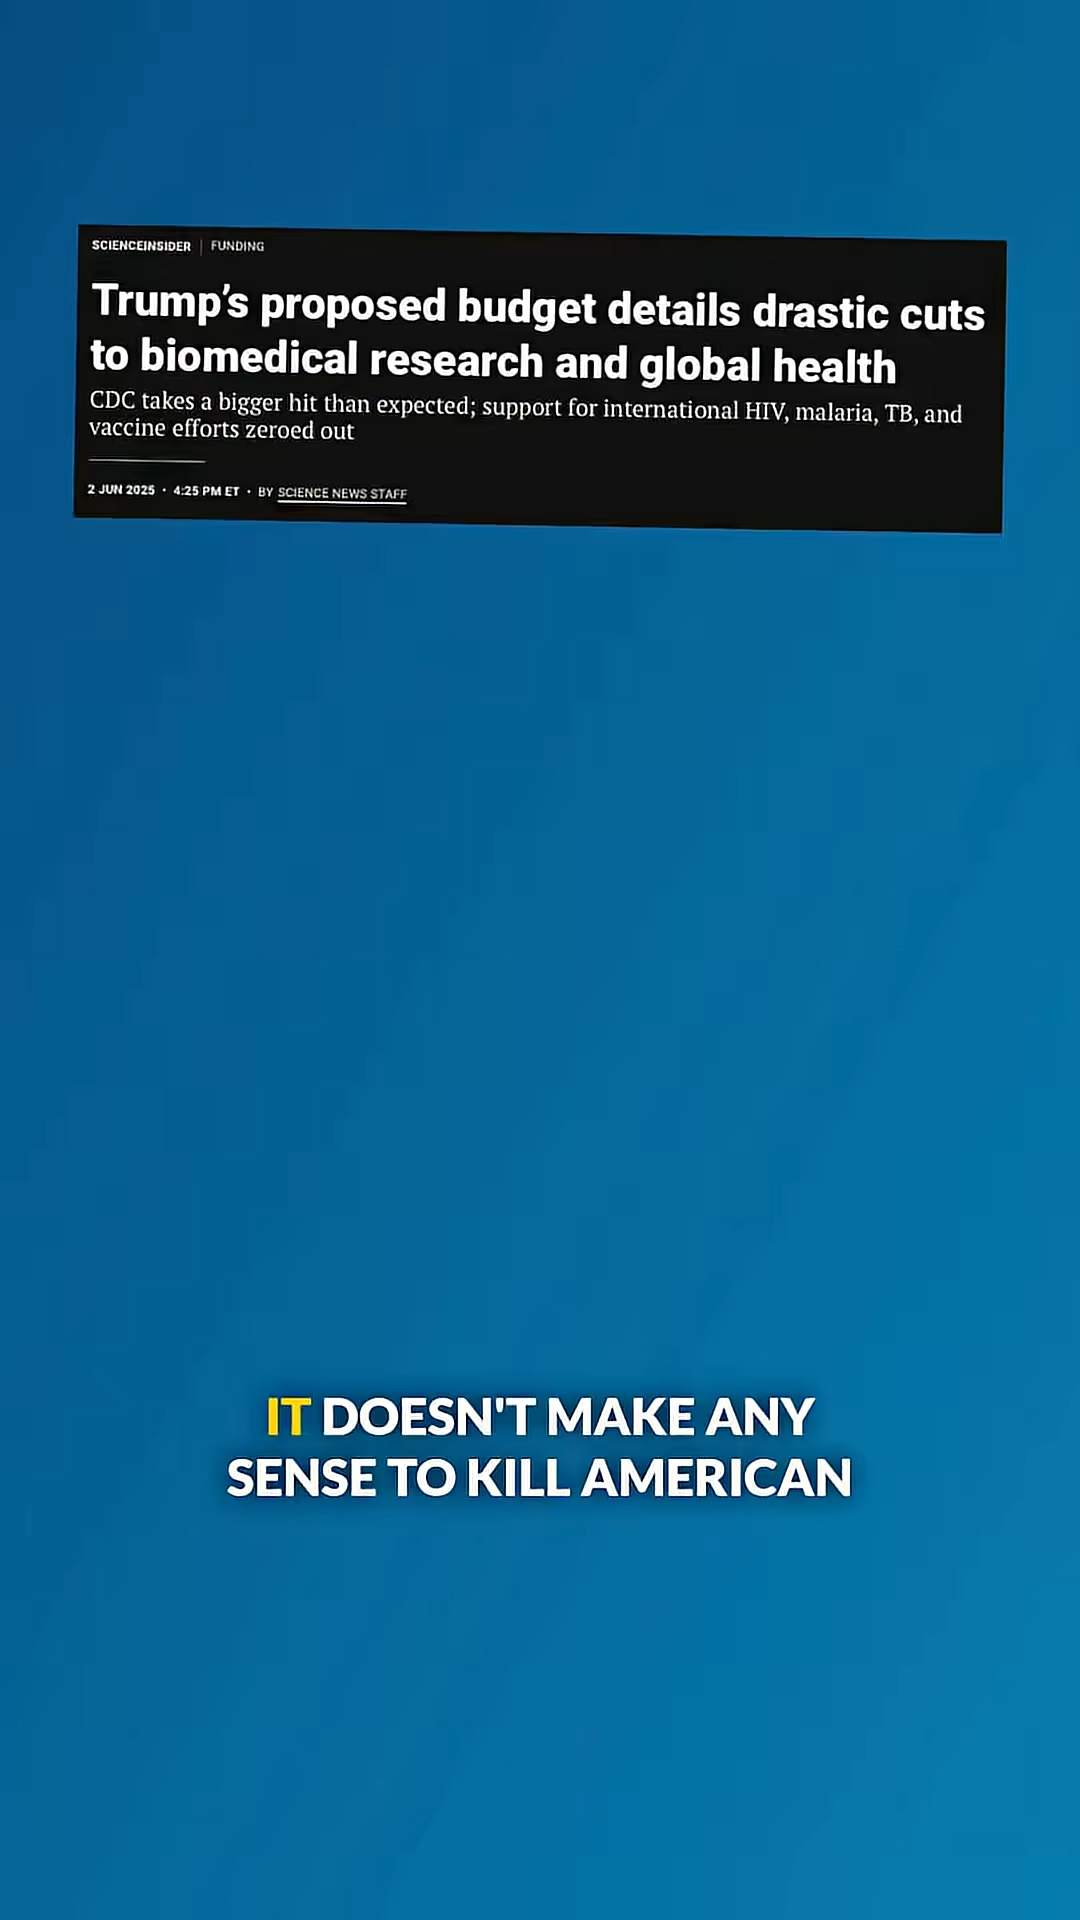 SCIENCEINSIDER | FUNDING
Trump’s proposed budget details drastic cuts
to biomedical research and global health
CDC takes a bigger hit than expected; support for international HIV, malaria, TB, and
vaccine efforts zeroed out
2 JUN 2025 • 4:25 PM ET • BY SCIENCE NEWS STAFF
IT DOESN'T MAKE ANY
SENSE TO KILL AMERICAN